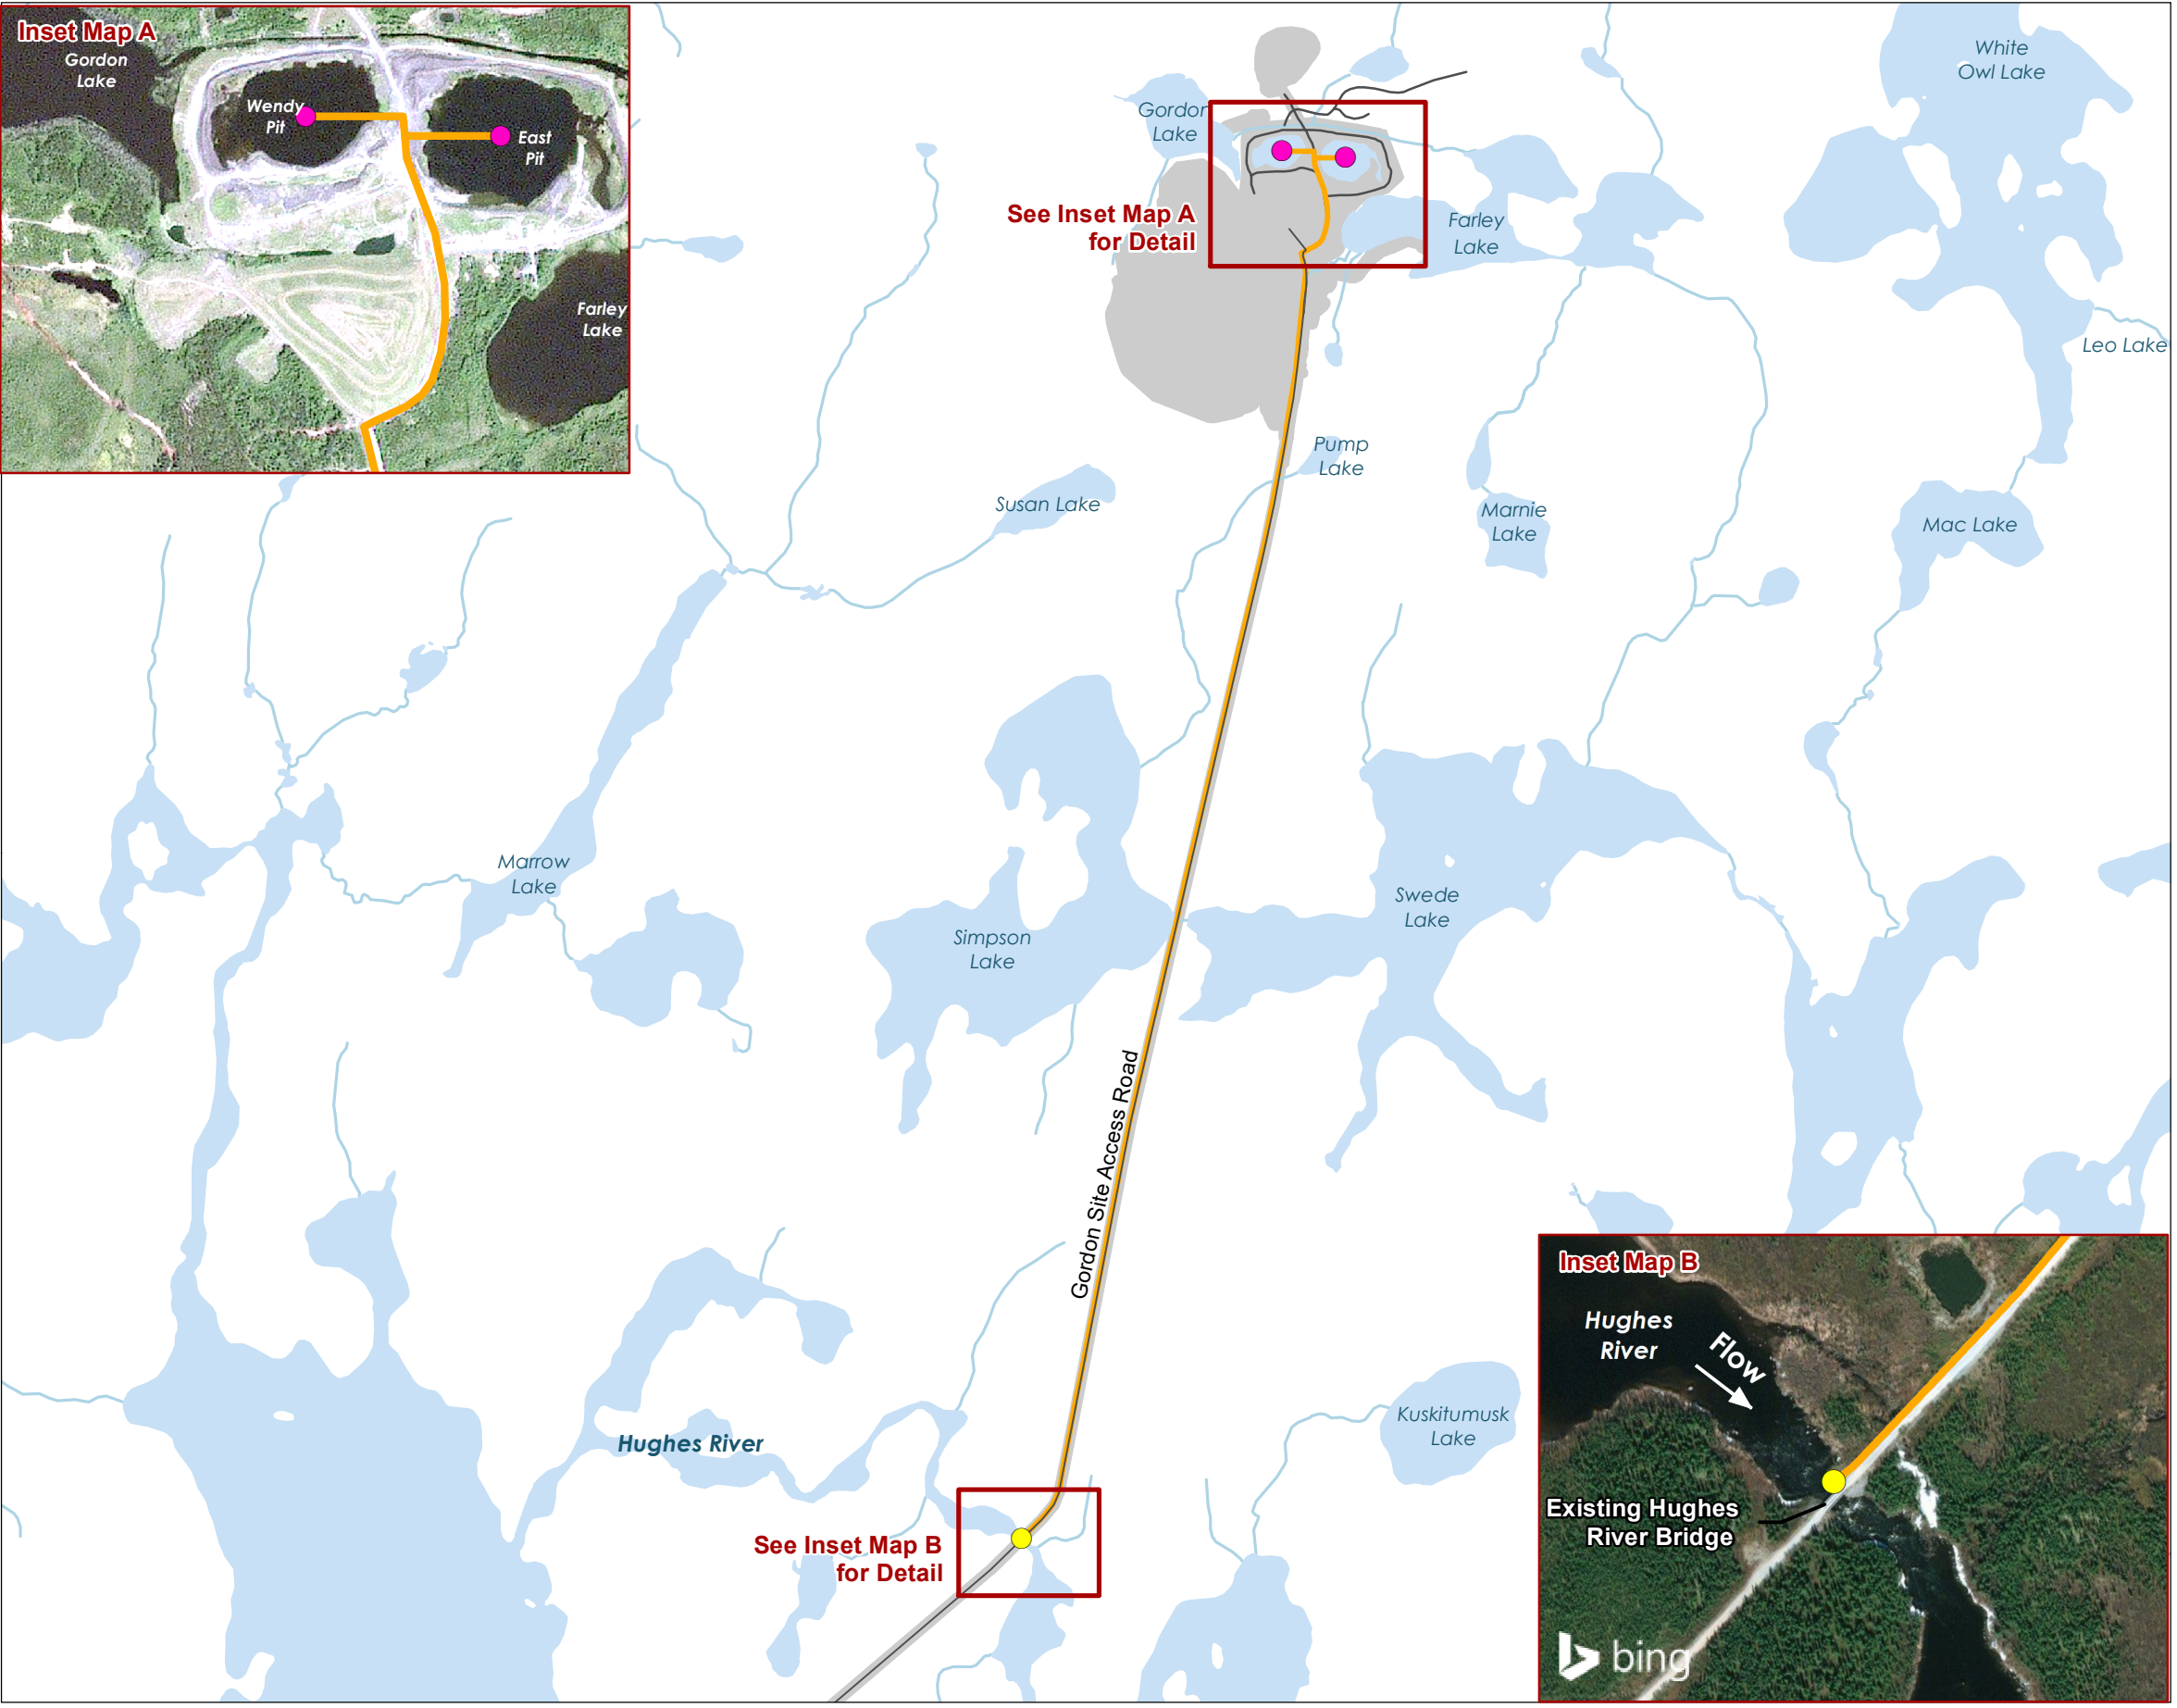 Inset Map A
Gordon
Lake
Wendy
Pit
East
Pit
Farley
Lake
White
Owl Lake
Gordon
Lake
See Inset Map A
for Detail
Farley
Lake
Leo Lake
Pump
Lake
Susan Lake
Marnie
Lake
Mac Lake
Marrow
Lake
Swede
Lake
Simpson
Lake
Gordon Site Access Road
Inset Map B
Hughes
River
Flow
Kuskitumusk
Lake
Hughes River
Existing Hughes
River Bridge
See Inset Map B
for Detail
bing